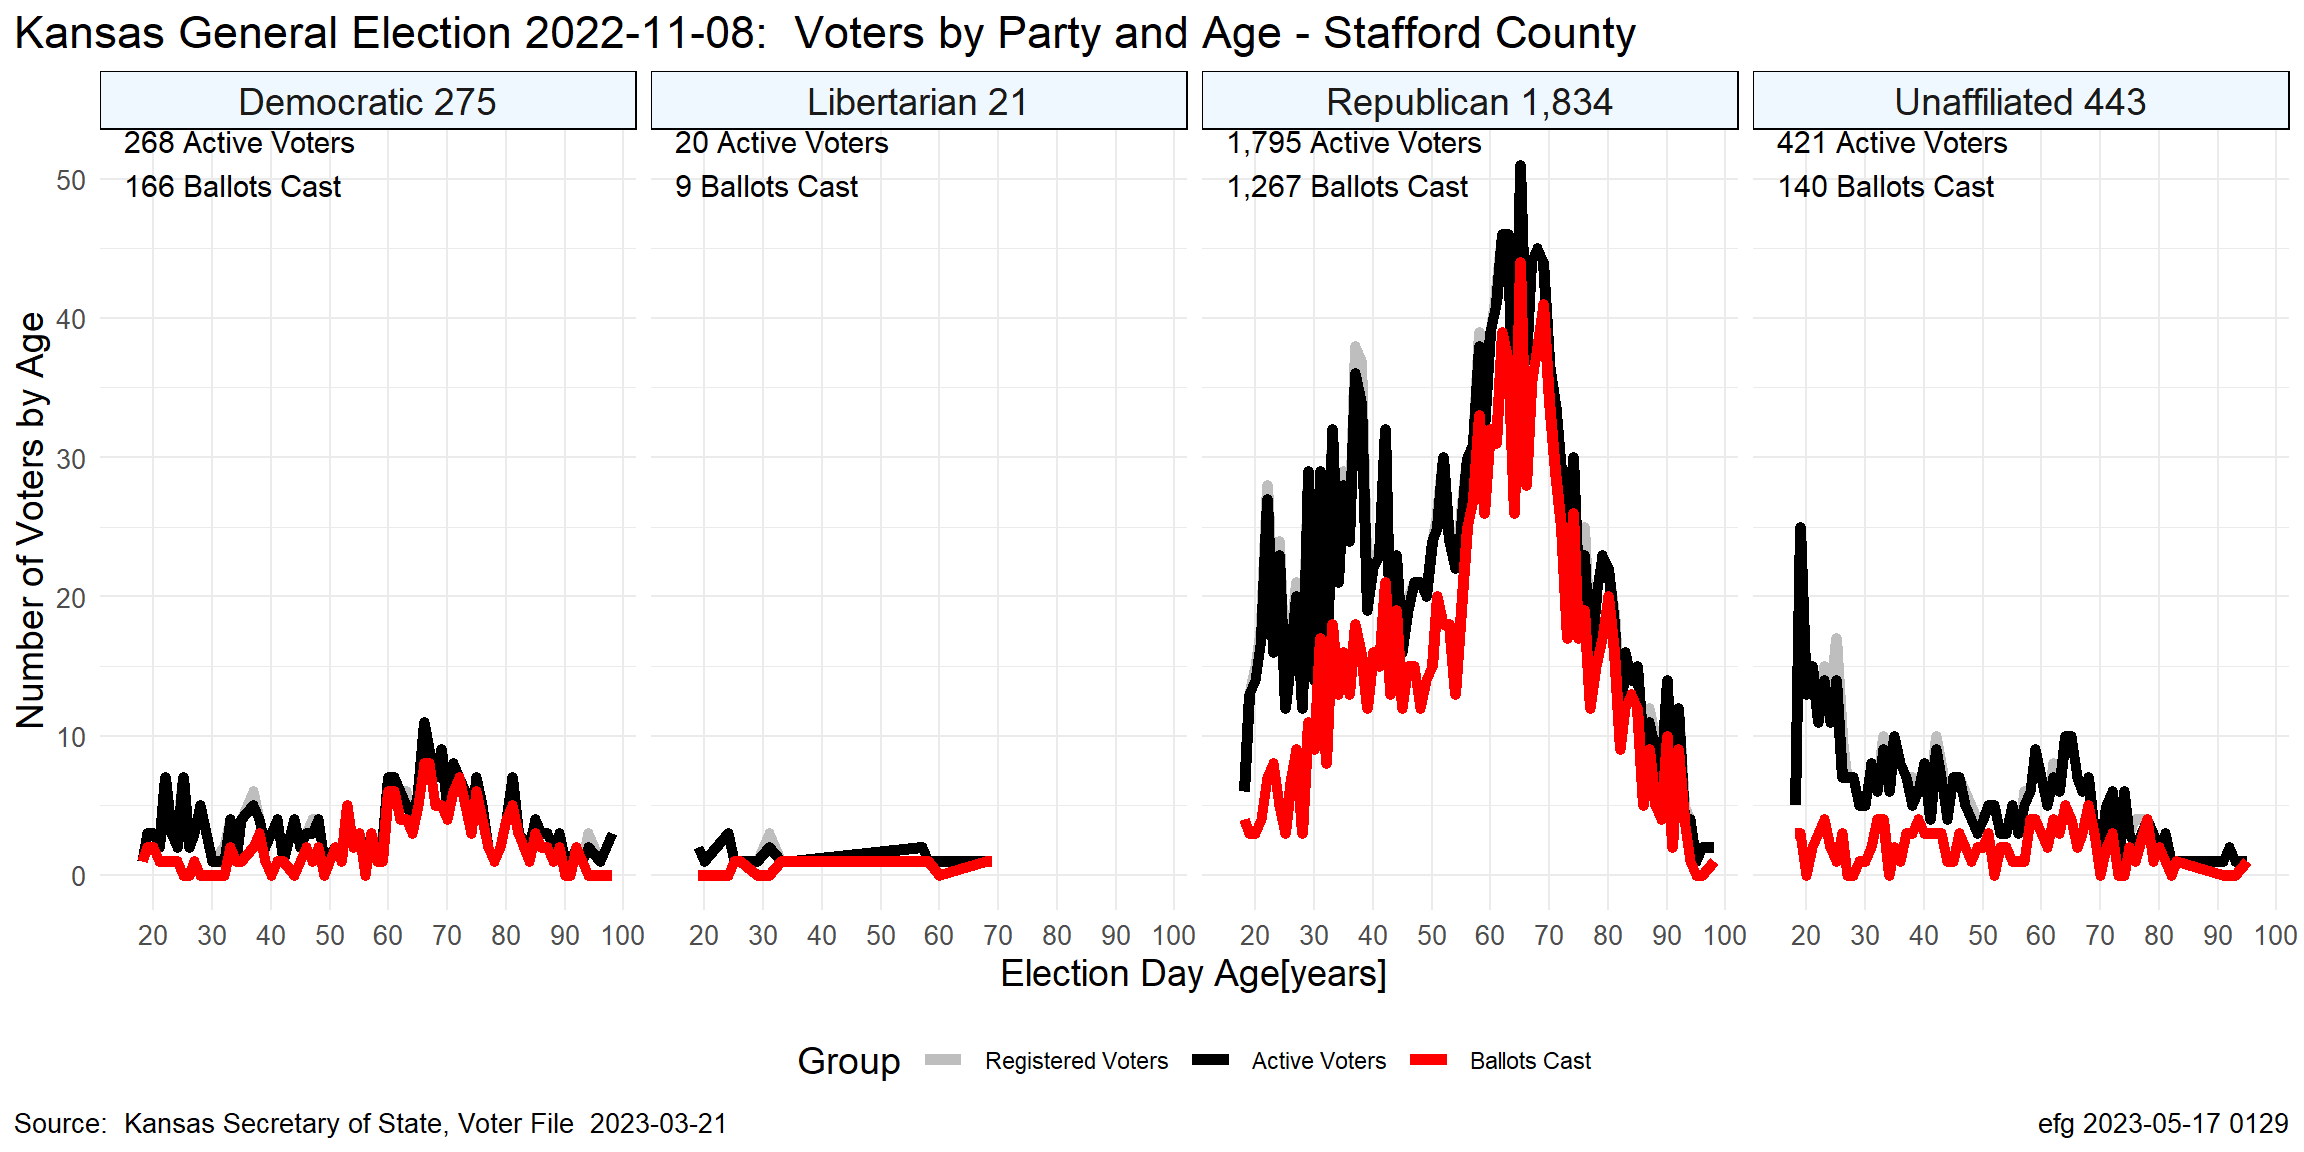 Kansas General Election 2022-11-08:  Voters by Party and Age - Stafford County
Democratic 275
Libertarian 21
Republican 1,834
Unaffiliated 443
268 Active Voters
166 Ballots Cast
20 Active Voters
9 Ballots Cast
1,795 Active Voters
1,267 Ballots Cast
421 Active Voters
140 Ballots Cast
Number of Voters by Age
50
40
30
20
10
0
20 30 40 50 60 70 80 90 100
20 30 40 50 60 70 80 90 100
20 30 40 50 60 70 80 90 100
20 30 40 50 60 70 80 90 100
Election Day Age[years]
Group Registered Voters Active Voters Ballots Cast
Source:  Kansas Secretary of State, Voter File  2023-03-21
efg 2023-05-17 0129